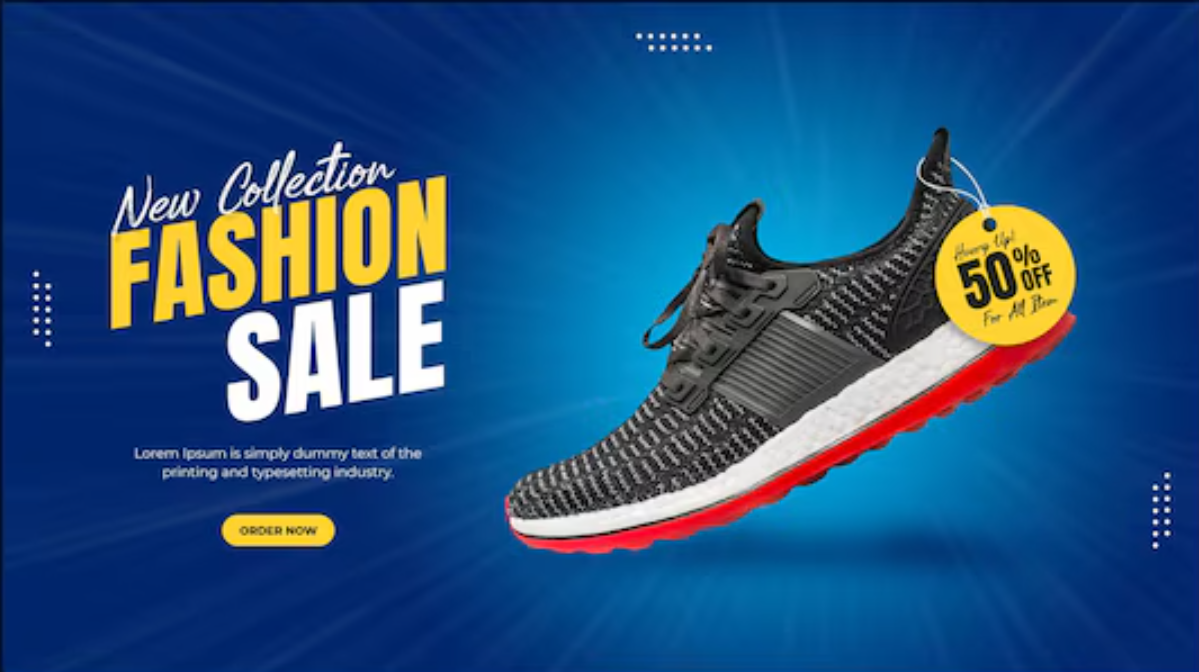 New Collection
FASHION
SALE
Lorem Ipsum is simply dummy text of the
printing and typesetting industry.
ORDER NOW
Hurry Up!
50% OFF
For All Item